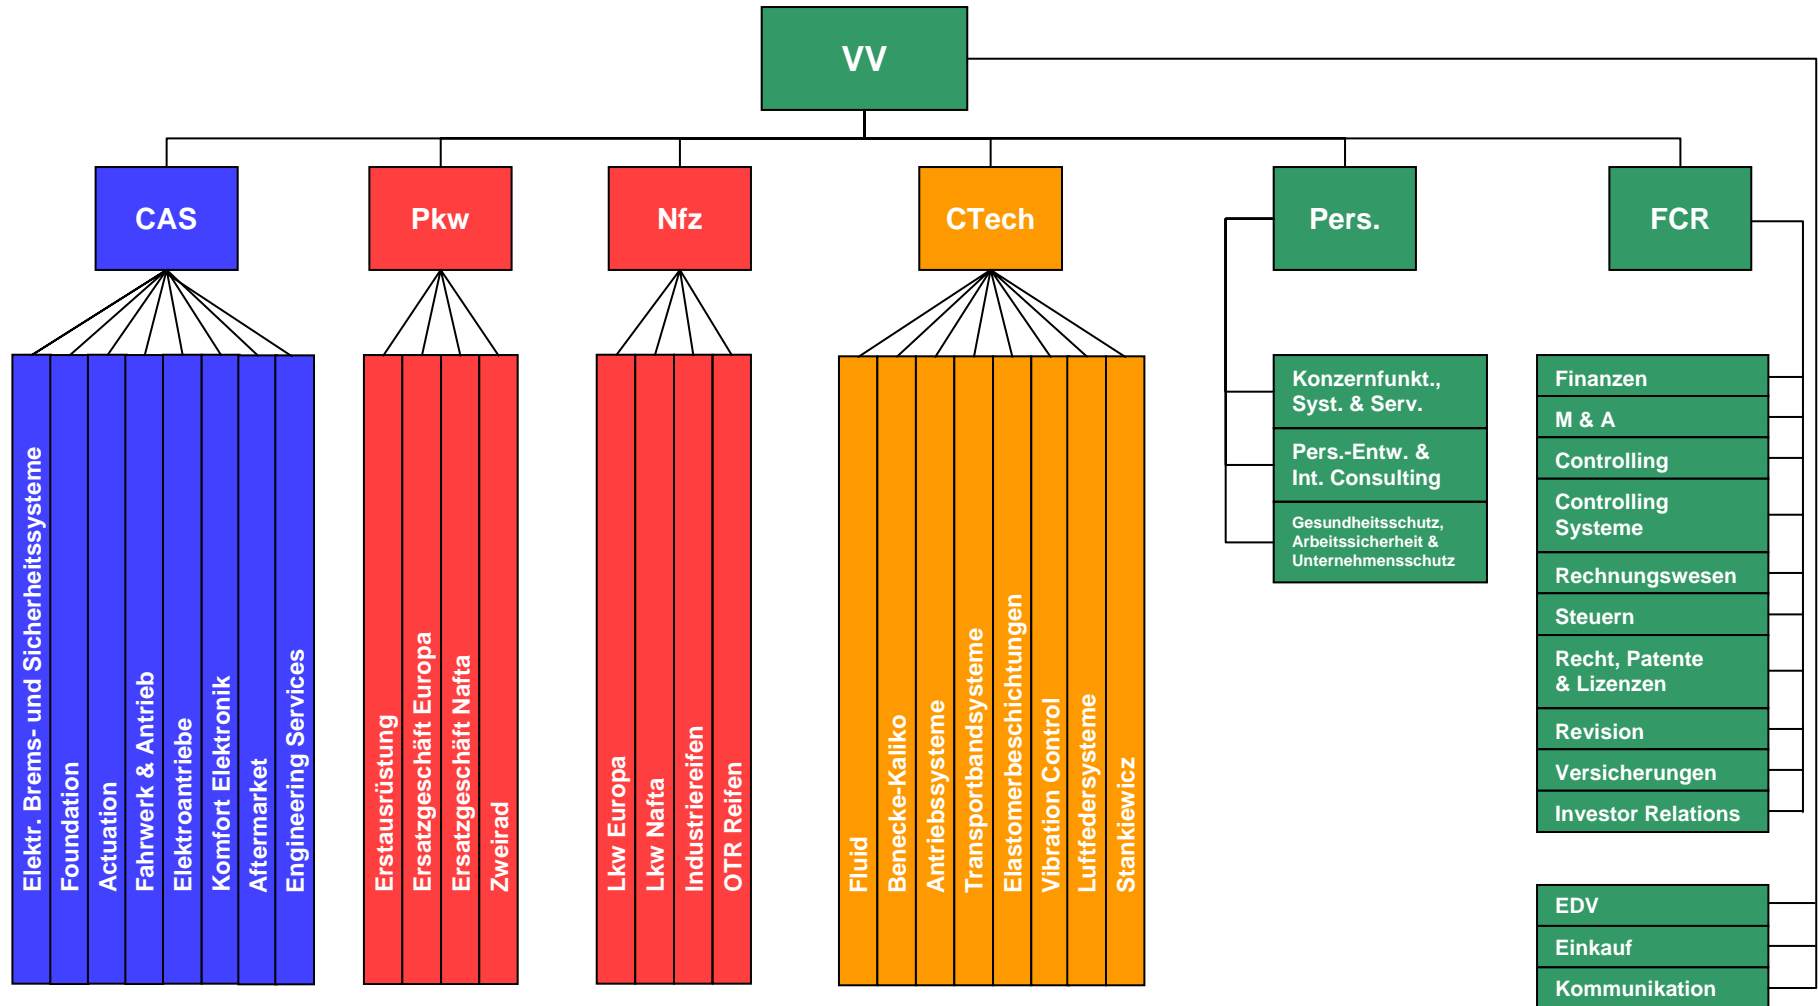 VV
CAS
Pkw
Nfz
CTech
Pers.
FCR
Elektr. Brems- und Sicherheitssysteme
Foundation
Actuation
Fahrwerk & Antrieb
Elektroantriebe
Komfort Elektronik
Aftermarket
Engineering Services
Erstausrüstung
Ersatzgeschäft Europa
Ersatzgeschäft Nafta
Zweirad
Lkw Europa
Lkw Nafta
Industriereifen
OTR Reifen
Fluid
Benecke-Kaliko
Antriebssysteme
Transportbandsysteme
Elastomerbeschichtungen
Vibration Control
Luftfedersysteme
Stankiewicz
Konzernfunkt.,
Syst. & Serv.
Pers.-Entw. &
Int. Consulting
Gesundheitsschutz,
Arbeitssicherheit &
Unternehmensschutz
Finanzen
M & A
Controlling
Controlling
Systeme
Rechnungswesen
Steuern
Recht, Patente
& Lizenzen
Revision
Versicherungen
Investor Relations
EDV
Einkauf
Kommunikation